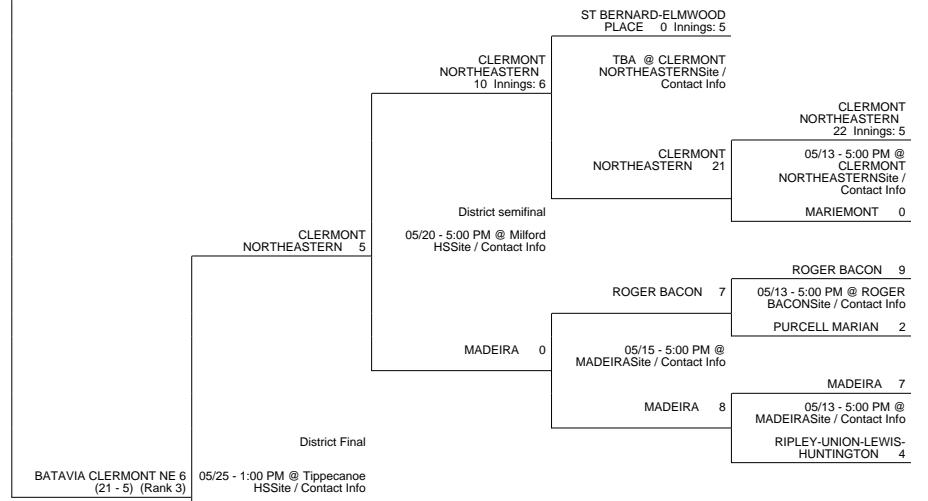 ST BERNARD-ELMWOOD
PLACE 0 Innings: 5
CLERMONT
NORTHEASTERN
10 Innings: 6
TBA @ CLERMONT
NORTHEASTERNSite /
Contact Info
CLERMONT
NORTHEASTERN
22 Innings: 5
CLERMONT
NORTHEASTERN 21
05/13 - 5:00 PM @
CLERMONT
NORTHEASTERNSite /
Contact Info
MARIEMONT 0
District semifinal
CLERMONT
NORTHEASTERN 5
05/20 - 5:00 PM @ Milford
HSSite / Contact Info
ROGER BACON 9
ROGER BACON 7
05/13 - 5:00 PM @ ROGER
BACONSite / Contact Info
PURCELL MARIAN 2
MADEIRA 0
05/15 - 5:00 PM @
MADEIRASite / Contact Info
MADEIRA 7
MADEIRA 8
05/13 - 5:00 PM @
MADEIRASite / Contact Info
RIPLEY-UNION-LEWIS-
HUNTINGTON 4
District Final
BATAVIA CLERMONT NE 6
(21 - 5) (Rank 3)
05/25 - 1:00 PM @ Tippecanoe
HSSite / Contact Info